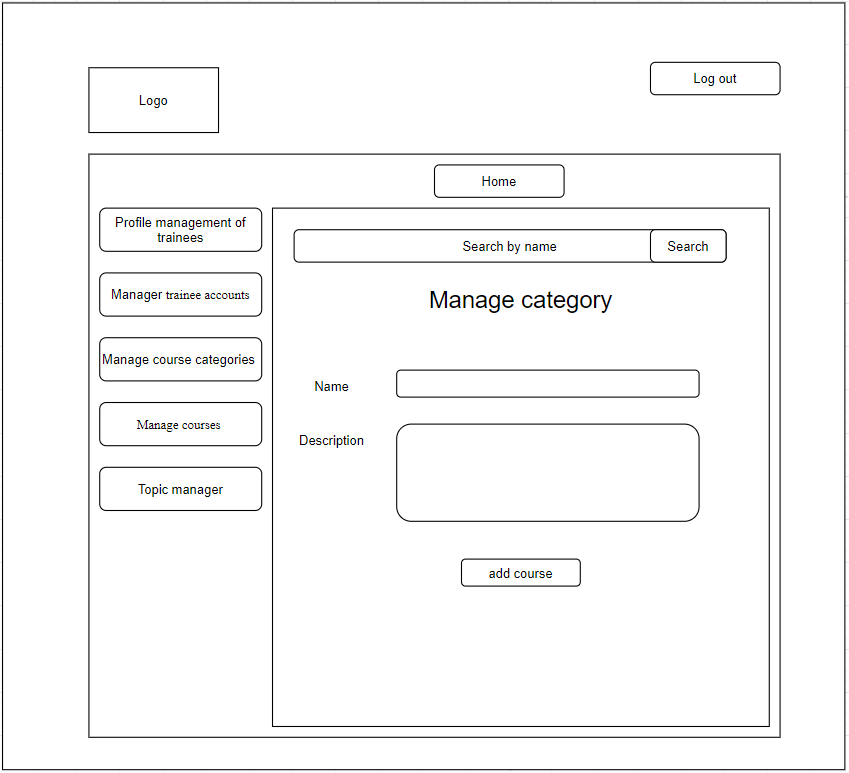 Logo
Log out
Home
Profile management of
trainees
Manager trainee accounts
Manage course categories
Manage courses
Topic manager
Search by name
Search
Manage category
Name
Description
add course